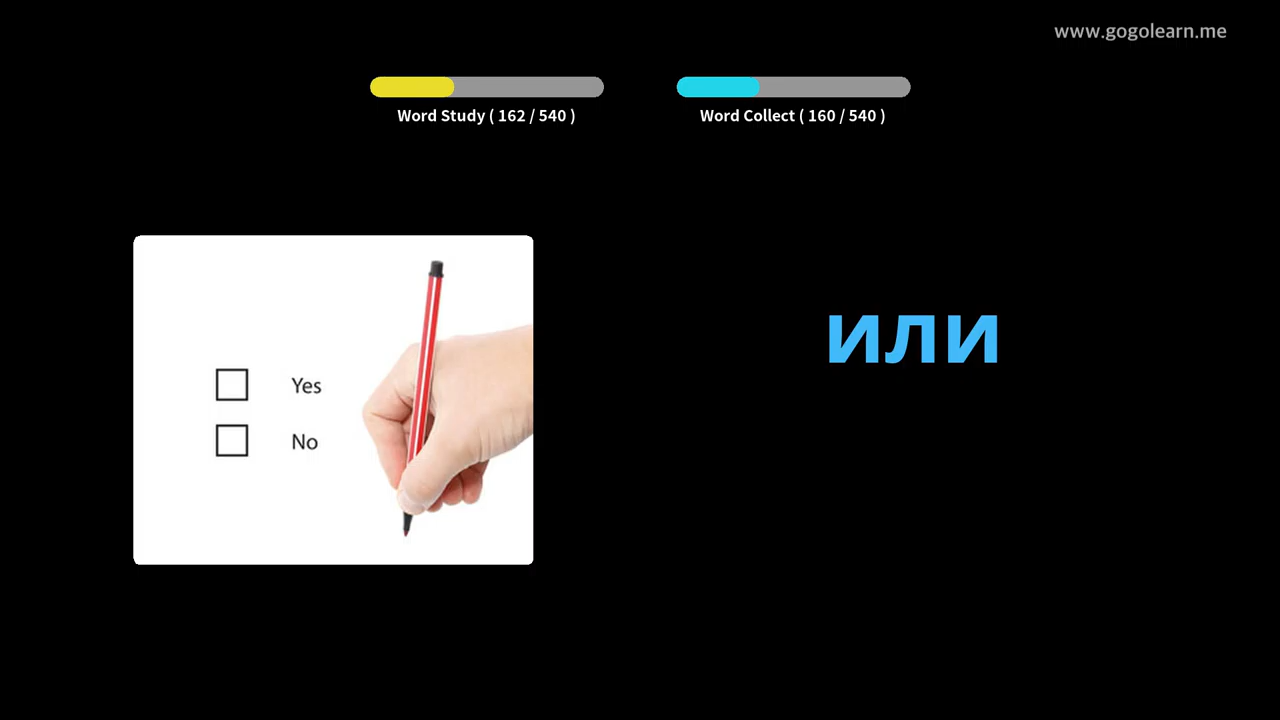 www.gogolearn.me
Word Study ( 162 / 540 )
Word Collect ( 160 / 540 )
Yes
No
или